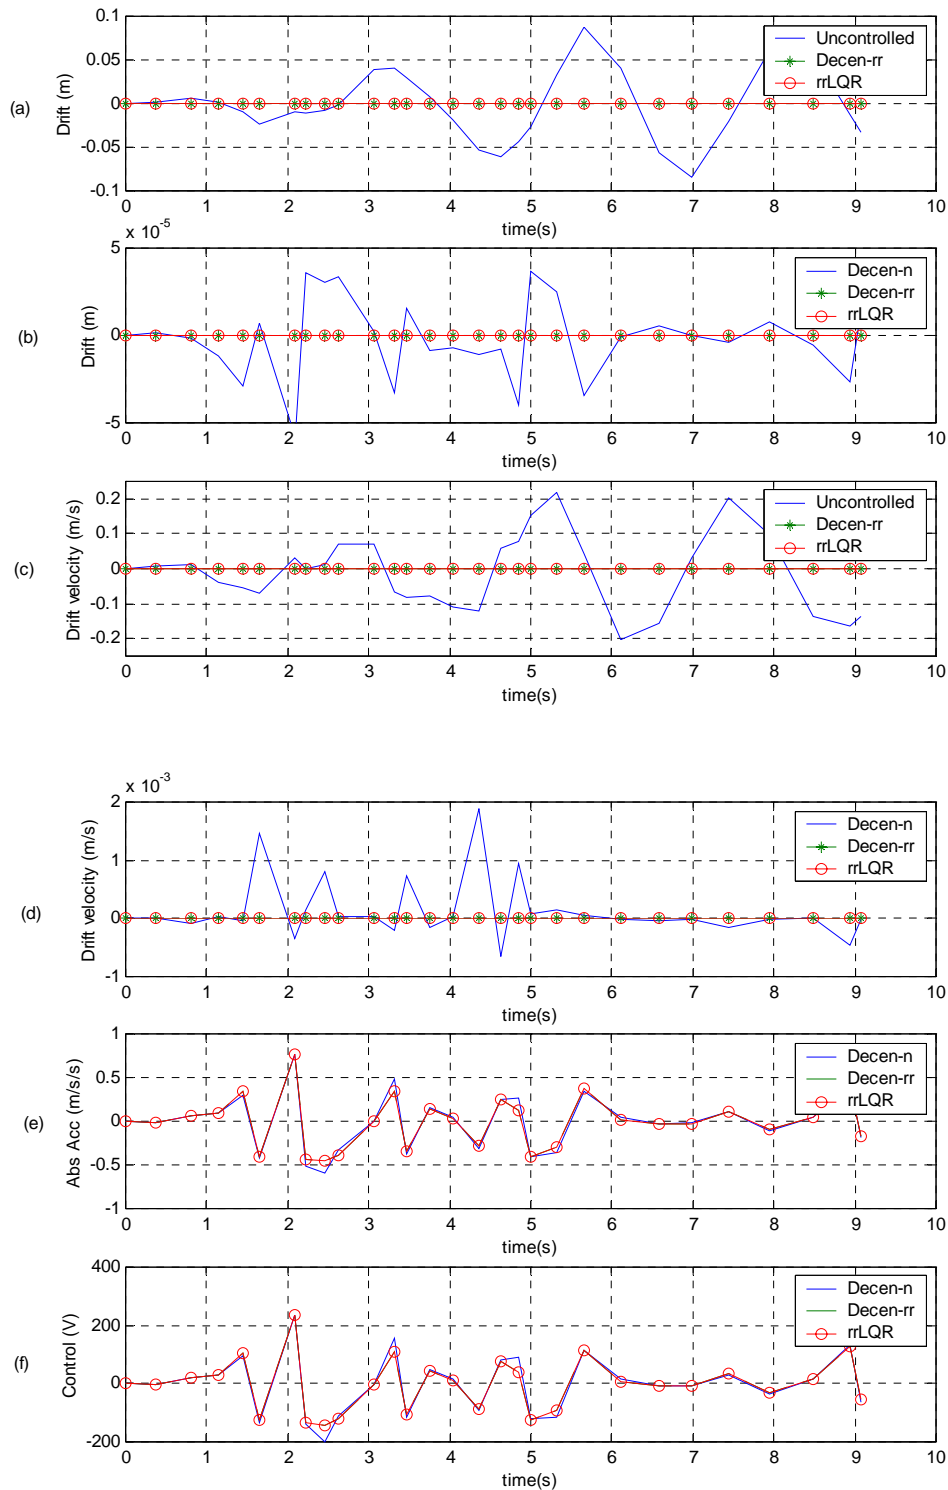 0.1
0.05
0
-0.05
-0.1
(a)
Drift (m)
Uncontrolled
Decen-rr
rrLQR
0 1 2 3 4 5 6 7 8 9 10
time(s)
x 10^-5
5
0
-5
(b)
Drift (m)
Decen-n
Decen-rr
rrLQR
0 1 2 3 4 5 6 7 8 9 10
time(s)
0.2
0.1
0
-0.1
-0.2
(c)
Drift velocity (m/s)
Uncontrolled
Decen-rr
rrLQR
0 1 2 3 4 5 6 7 8 9 10
time(s)
x 10^-3
2
1
0
-1
(d)
Drift velocity (m/s)
Decen-n
Decen-rr
rrLQR
0 1 2 3 4 5 6 7 8 9 10
time(s)
1
0.5
0
-0.5
-1
(e)
Abs Acc (m/s/s)
Decen-n
Decen-rr
rrLQR
0 1 2 3 4 5 6 7 8 9 10
time(s)
400
200
0
-200
(f)
Control (V)
Decen-n
Decen-rr
rrLQR
0 1 2 3 4 5 6 7 8 9 10
time(s)